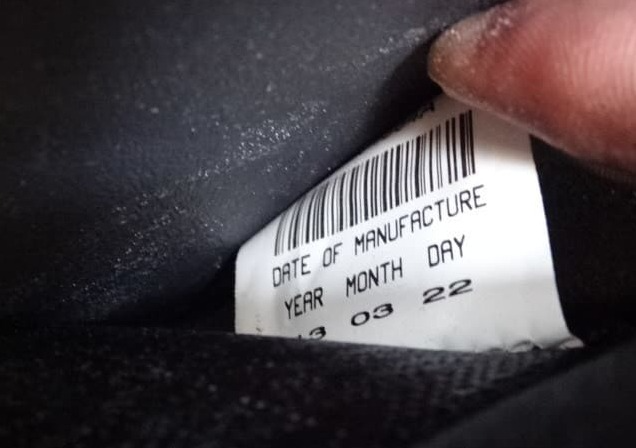 DATE OF MANUFACTURE
YEAR MONTH DAY
03 22